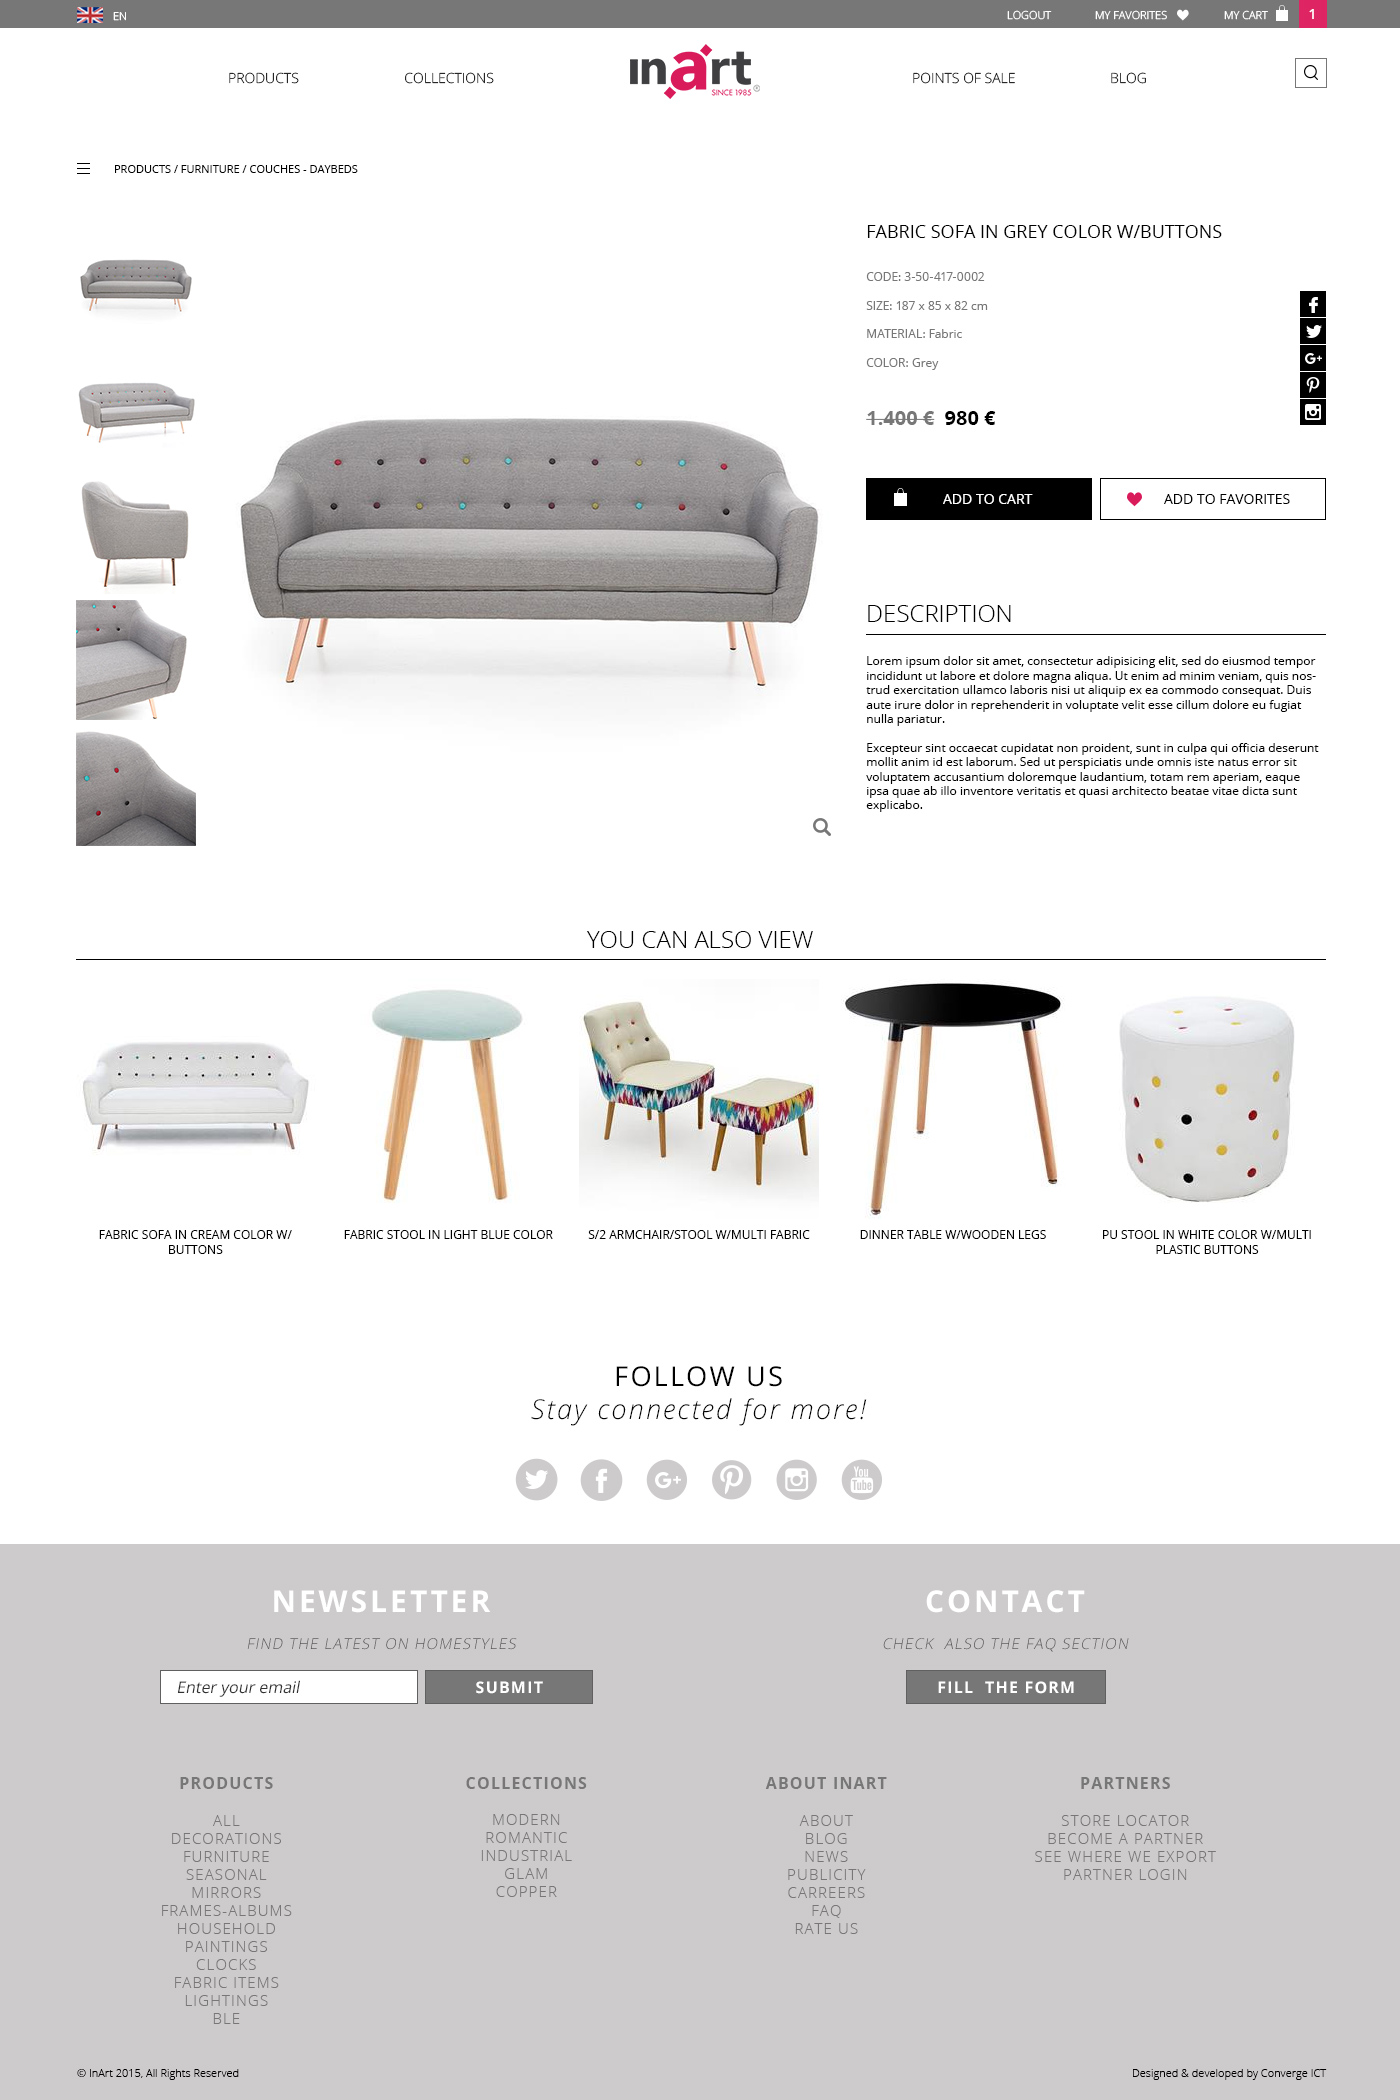 EN
LOGOUT
MY FAVORITES
MY CART
1
PRODUCTS
COLLECTIONS
inart
SINCE 1985 ®
POINTS OF SALE
BLOG
PRODUCTS / FURNITURE / COUCHES - DAYBEDS
FABRIC SOFA IN GREY COLOR W/BUTTONS
CODE: 3-50-417-0002
SIZE: 187 x 85 x 82 cm
MATERIAL: Fabric
COLOR: Grey
1.400 € 980 €
ADD TO CART
ADD TO FAVORITES
DESCRIPTION
Lorem ipsum dolor sit amet, consectetur adipisicing elit, sed do eiusmod tempor
incididunt ut labore et dolore magna aliqua. Ut enim ad minim veniam, quis nos-
trud exercitation ullamco laboris nisi ut aliquip ex ea commodo consequat. Duis
aute irure dolor in reprehenderit in voluptate velit esse cillum dolore eu fugiat
nulla pariatur.
Excepteur sint occaecat cupidatat non proident, sunt in culpa qui officia deserunt
mollit anim id est laborum. Sed ut perspiciatis unde omnis iste natus error sit
voluptatem accusantium doloremque laudantium, totam rem aperiam, eaque
ipsa quae ab illo inventore veritatis et quasi architecto beatae vitae dicta sunt
explicabo.
YOU CAN ALSO VIEW
FABRIC SOFA IN CREAM COLOR W/
BUTTONS
FABRIC STOOL IN LIGHT BLUE COLOR
S/2 ARMCHAIR/STOOL W/MULTI FABRIC
DINNER TABLE W/WOODEN LEGS
PU STOOL IN WHITE COLOR W/MULTI
PLASTIC BUTTONS
FOLLOW US
Stay connected for more!
You
Tube
NEWSLETTER
FIND THE LATEST ON HOMESTYLES
Enter your email
SUBMIT
CONTACT
CHECK ALSO THE FAQ SECTION
FILL THE FORM
PRODUCTS
ALL
DECORATIONS
FURNITURE
SEASONAL
MIRRORS
FRAMES-ALBUMS
HOUSEHOLD
PAINTINGS
CLOCKS
FABRIC ITEMS
LIGHTINGS
BLE
COLLECTIONS
MODERN
ROMANTIC
INDUSTRIAL
GLAM
COPPER
ABOUT INART
ABOUT
BLOG
NEWS
PUBLICITY
CARREERS
FAQ
RATE US
PARTNERS
STORE LOCATOR
BECOME A PARTNER
SEE WHERE WE EXPORT
PARTNER LOGIN
© InArt 2015, All Rights Reserved
Designed & developed by Converge ICT